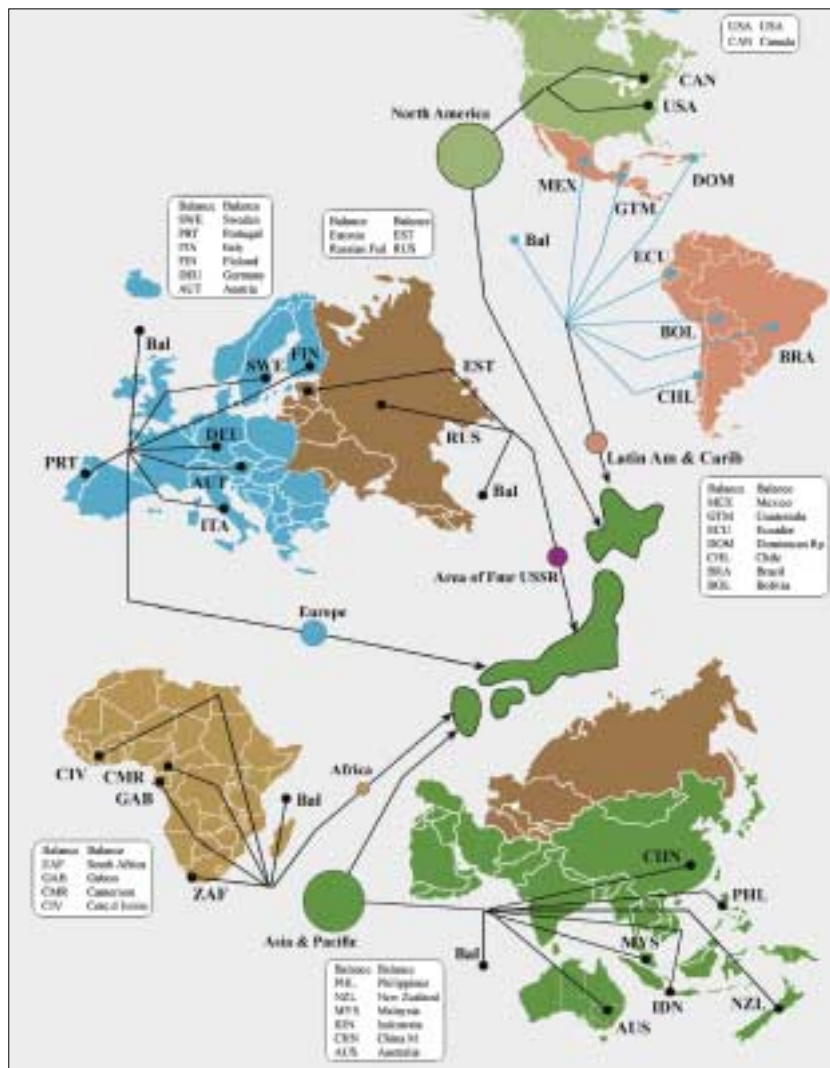 USA USA
CAN Canada
CAN
USA
North America
MEX
DOM
GTM
Bal
ECU
BOL
BRA
CHL
Latin Am & Carib
Balance Balance
SWE Sweden
PRT Portugal
ITA Italy
FIN Finland
DEU Germany
AUT Austria
Balance Balance
Estonia EST
Russian Fed. RUS
Bal
SWE
FIN
EST
RUS
DEU
PRT
AUT
ITA
Bal
Balance Balance
MEX Mexico
GTM Guatemala
ECU Ecuador
DOM Dominican Rp
CHL Chile
BRA Brazil
BOL Bolivia
Area of Fmr USSR
Europe
Africa
CIV
CMR
GAB
Bal
ZAF
Balance Balance
ZAF South Africa
GAB Gabon
CMR Cameroon
CIV
Asia & Pacific
CHN
PHL
MYS
Bal
IDN
NZL
AUS
Balance Balance
PHL Philippines
NZL New Zealand
MYS Malaysia
IDN Indonesia
CHN China M
AUS Australia